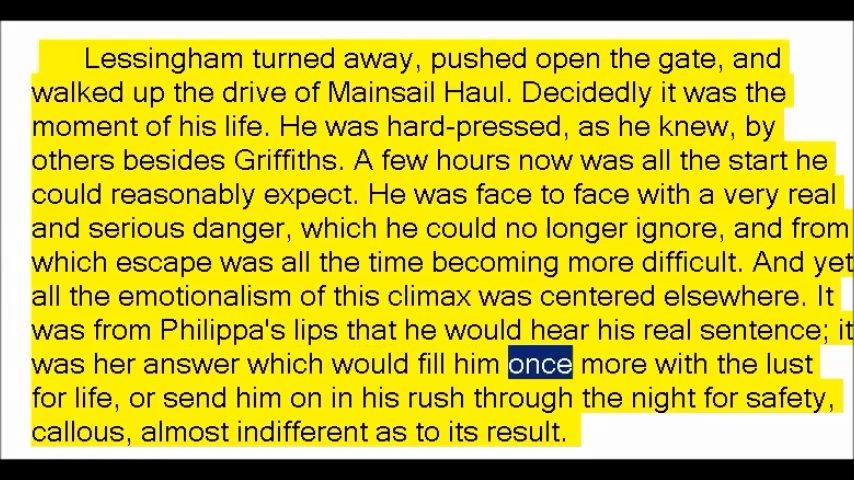 Lessingham turned away, pushed open the gate, and
walked up the drive of Mainsail Haul. Decidedly it was the
moment of his life. He was hard-pressed, as he knew, by
others besides Griffiths. A few hours now was all the start he
could reasonably expect. He was face to face with a very real
and serious danger, which he could no longer ignore, and from
which escape was all the time becoming more difficult. And yet
all the emotionalism of this climax was centered elsewhere. It
was from Philippa's lips that he would hear his real sentence; it
was her answer which would fill him once more with the lust
for life, or send him on in his rush through the night for safety,
callous, almost indifferent as to its result.